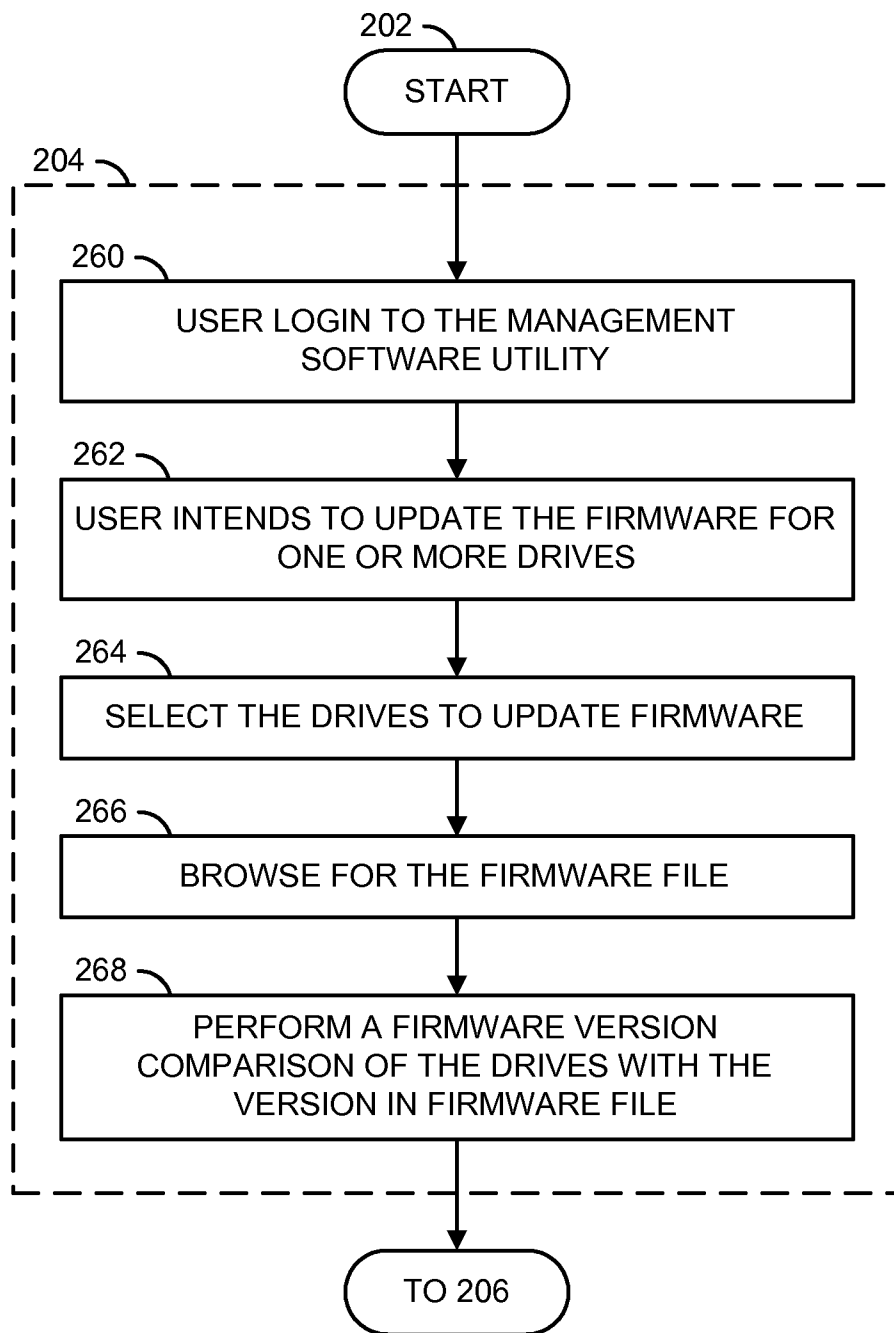 202
START
204
260
USER LOGIN TO THE MANAGEMENT
SOFTWARE UTILITY
262
USER INTENDS TO UPDATE THE FIRMWARE FOR
ONE OR MORE DRIVES
264
SELECT THE DRIVES TO UPDATE FIRMWARE
266
BROWSE FOR THE FIRMWARE FILE
268
PERFORM A FIRMWARE VERSION
COMPARISON OF THE DRIVES WITH THE
VERSION IN FIRMWARE FILE
TO 206